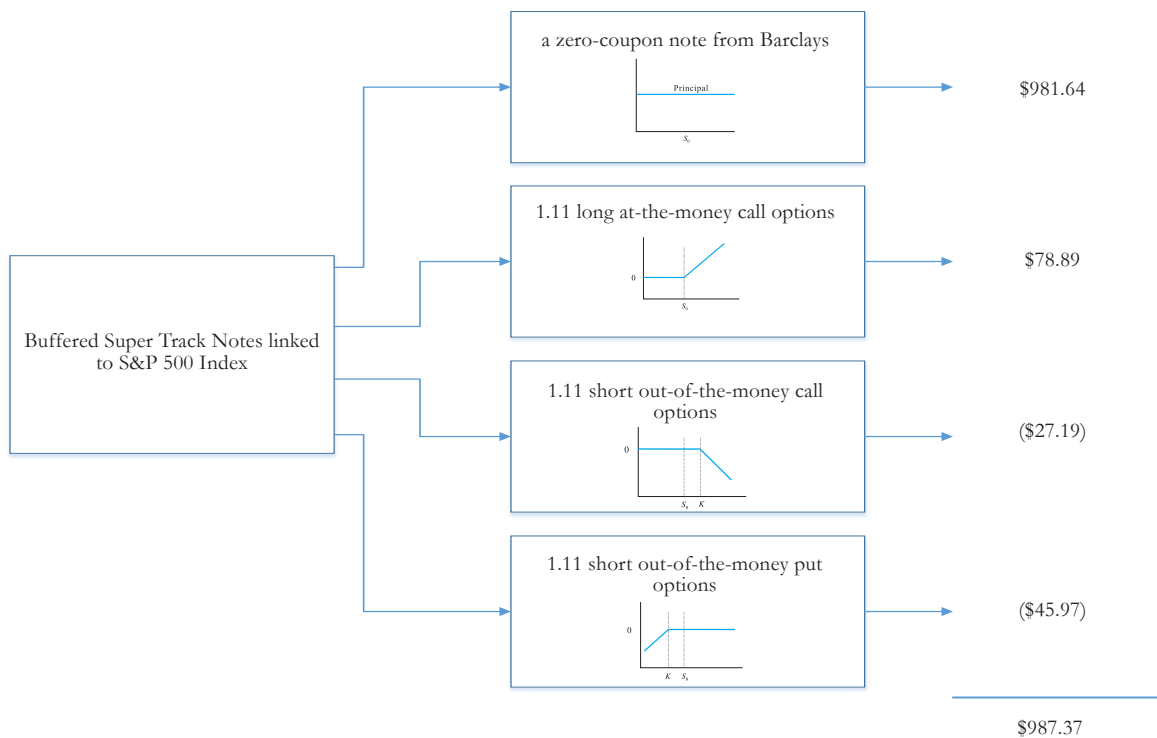 a zero-coupon note from Barclays
Principal
S₀
$981.64
1.11 long at-the-money call options
0
S₀
$78.89
Buffered Super Track Notes linked
to S&P 500 Index
1.11 short out-of-the-money call
options
0
S₀ K
($27.19)
1.11 short out-of-the-money put
options
0
K S₀
($45.97)
$987.37